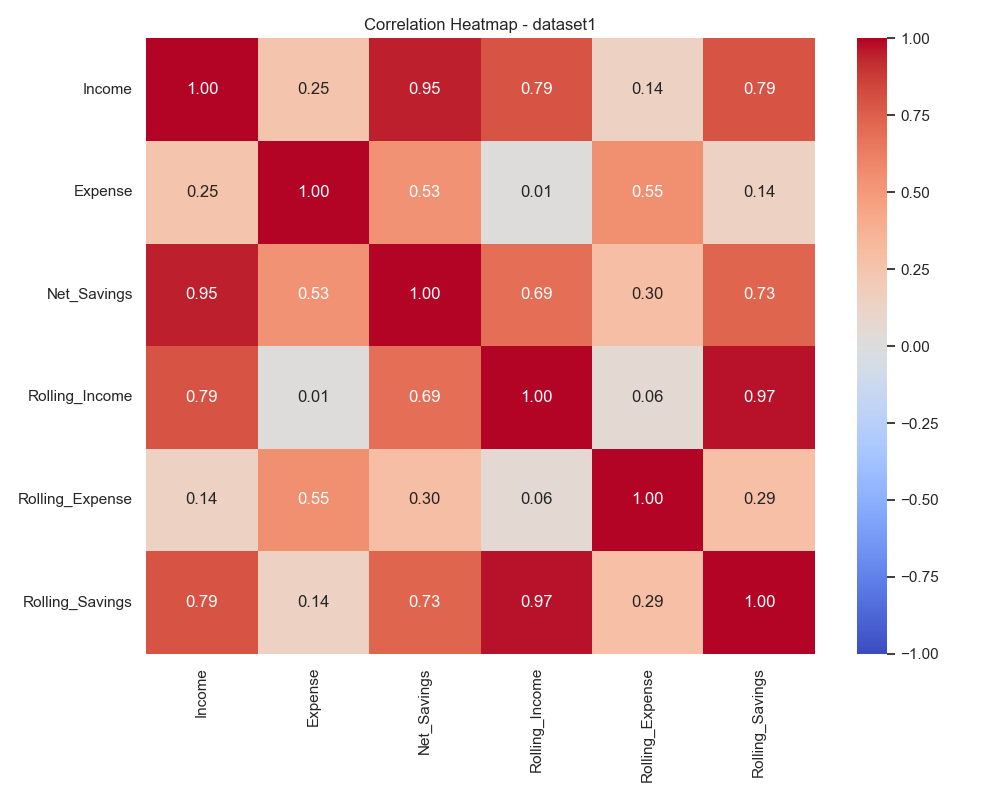 Correlation Heatmap - dataset1
Income 1.00 0.25 0.95 0.79 0.14 0.79
Expense 0.25 1.00 0.53 0.01 0.55 0.14
Net_Savings 0.95 0.53 1.00 0.69 0.30 0.73
Rolling_Income 0.79 0.01 0.69 1.00 0.06 0.97
Rolling_Expense 0.14 0.55 0.30 0.06 1.00 0.29
Rolling_Savings 0.79 0.14 0.73 0.97 0.29 1.00
Income
Expense
Net_Savings
Rolling_Income
Rolling_Expense
Rolling_Savings
1.00
0.75
0.50
0.25
0.00
−0.25
−0.50
−0.75
−1.00